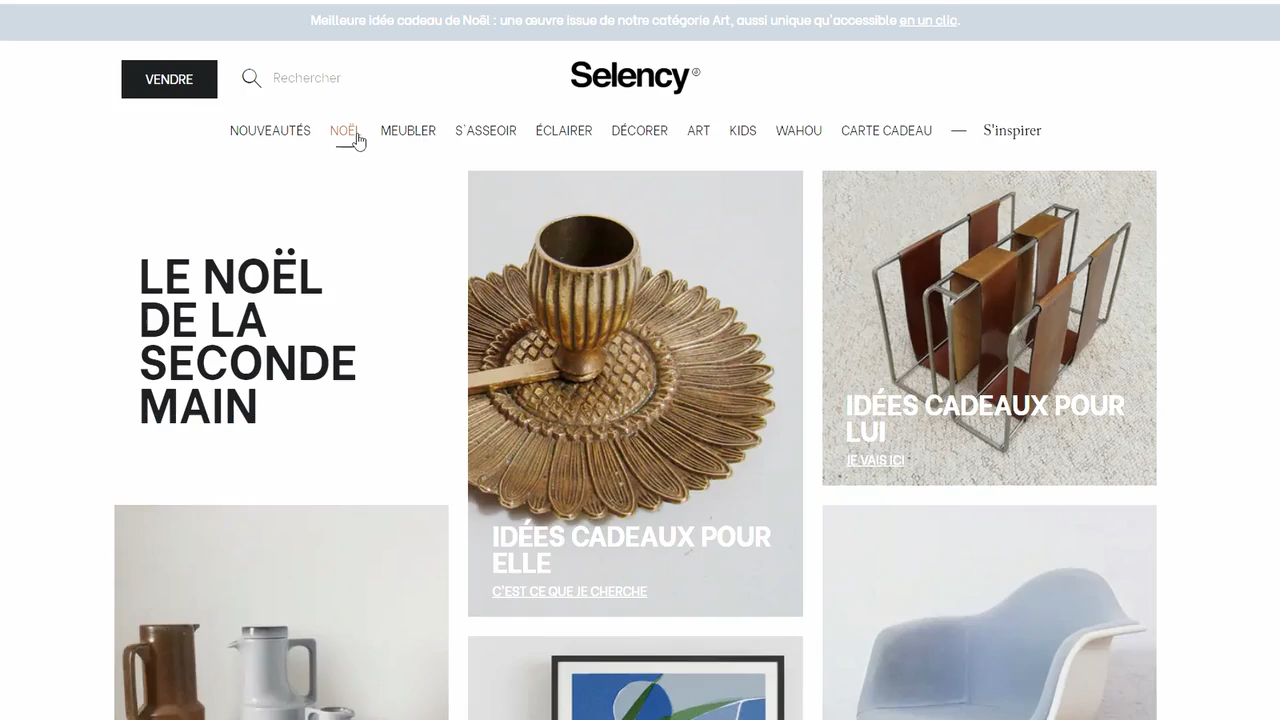 Meilleure idée cadeau de Noël : une œuvre issue de notre catégorie Art, aussi unique qu'accessible en un clic.
VENDRE
Rechercher
Selency
NOUVEAUTÉS
NOËL
MEUBLER
S`ASSEOIR
ÉCLAIRER
DÉCORER
ART
KIDS
WAHOU
CARTE CADEAU
S'inspirer
LE NOËL
DE LA
SECONDE
MAIN
IDÉES CADEAUX POUR
ELLE
C'EST CE QUE JE CHERCHE
IDÉES CADEAUX POUR
LUI
JE VAIS ICI